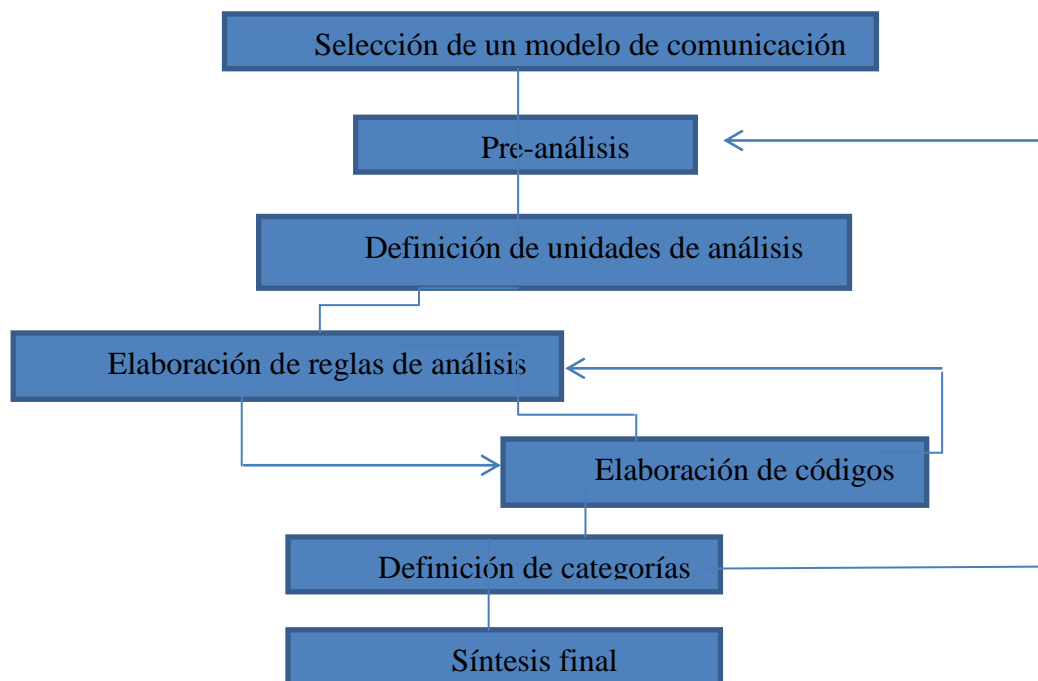 Selección de un modelo de comunicación
Pre-análisis
Definición de unidades de análisis
Elaboración de reglas de análisis
Elaboración de códigos
Definición de categorías
Síntesis final